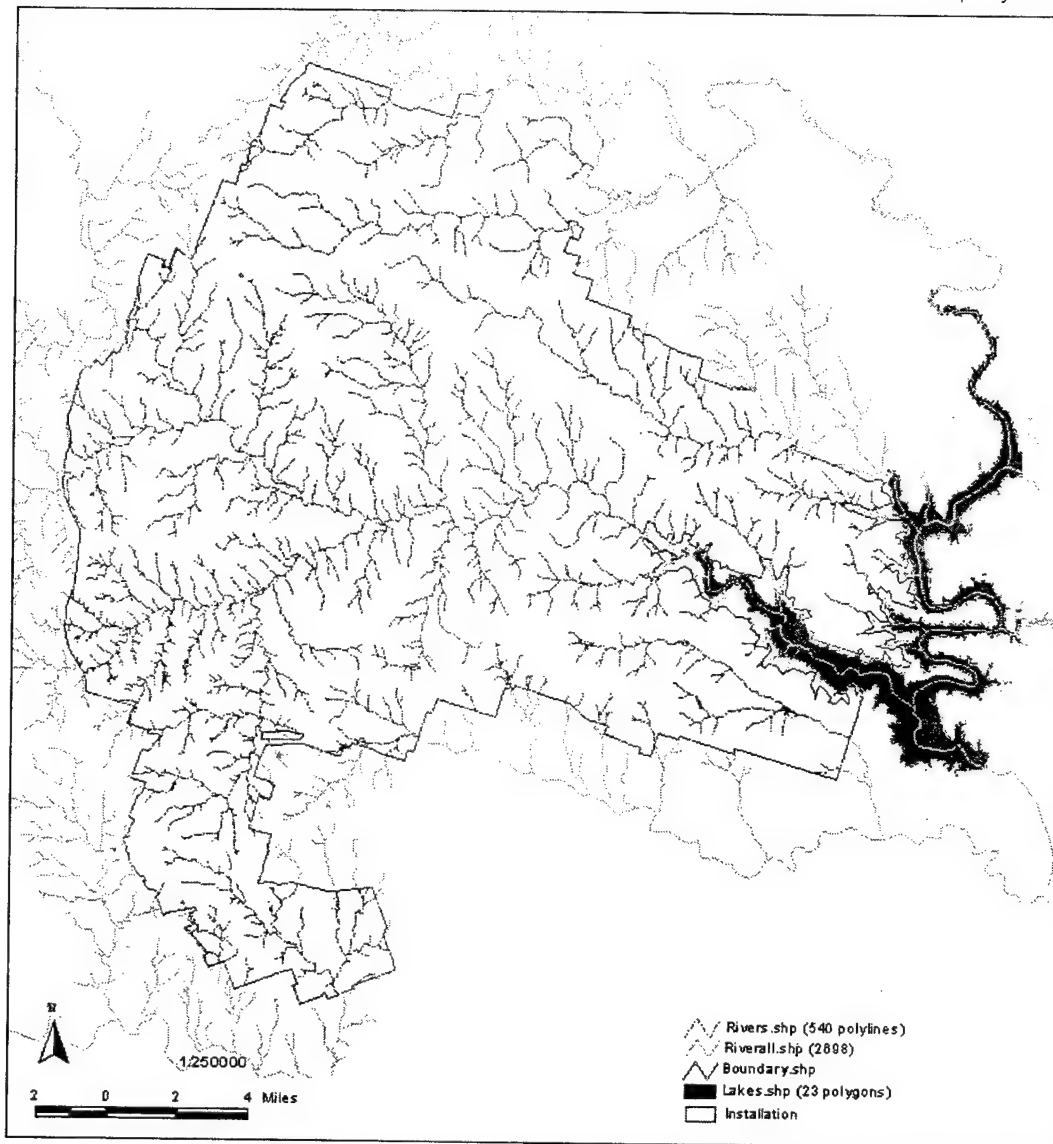 N
1:250000
2 0 2 4 Miles
Rivers.shp (540 polylines)
Riverall.shp (2898)
Boundary.shp
Lakes.shp (23 polygons)
Installation